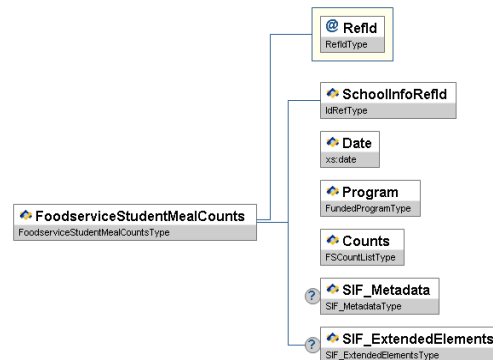 @ RefId
RefIdType
SchoolInfoRefId
IdRefType
Date
xs:date
Program
FundedProgramType
FoodserviceStudentMealCounts
FoodserviceStudentMealCountsType
Counts
FSCountListType
? SIF_Metadata
SIF_MetadataType
? SIF_ExtendedElements
SIF_ExtendedElementsType